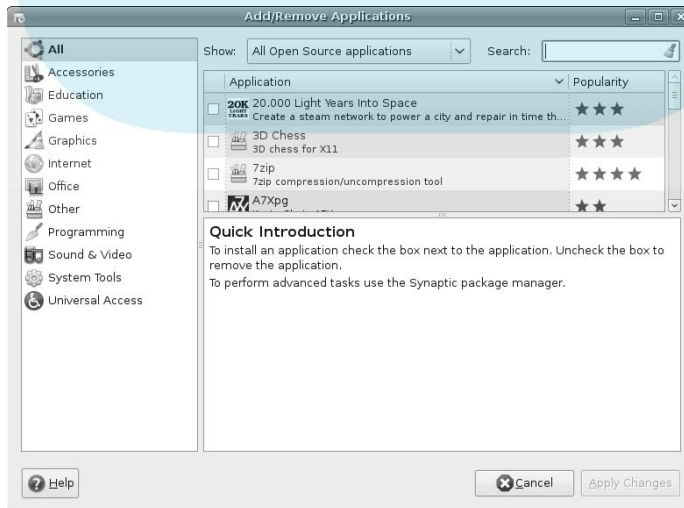 Add/Remove Applications
All
Accessories
Education
Games
Graphics
Internet
Office
Other
Programming
Sound & Video
System Tools
Universal Access
Show: All Open Source applications Search:
Application Popularity
20K LIGHT YEARS
20.000 Light Years Into Space
Create a steam network to power a city and repair in time th...
3D Chess
3D chess for X11
7zip
7zip compression/uncompression tool
A7Xpg
Quick Introduction
To install an application check the box next to the application. Uncheck the box to
remove the application.
To perform advanced tasks use the Synaptic package manager.
Help
Cancel
Apply Changes